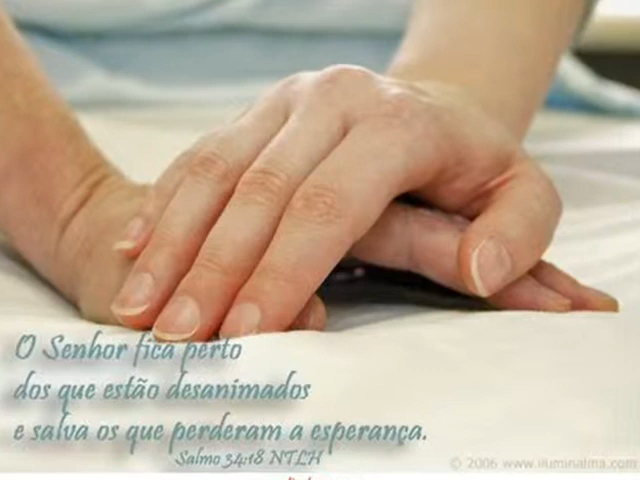 O Senhor fica perto
dos que estão desanimados
e salva os que perderam a esperança.
Salmo 34:18 NTLH
© 2006 www.iluminalma.com